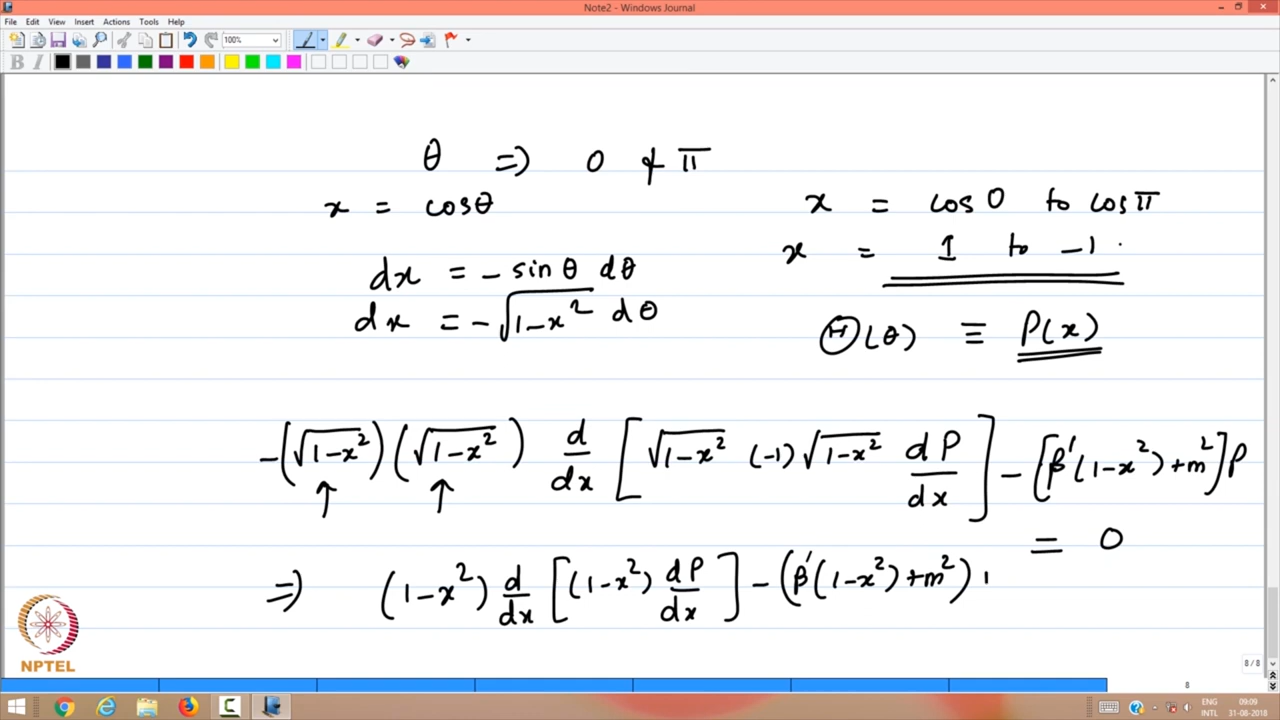 Note2 - Windows Journal
File Edit View Insert Actions Tools Help
100%
B I
θ ⇒ 0 & π
x = cosθ
x = cos 0 to cos π
x = 1 to -1
dx = - sin θ dθ
dx = -√(1-x²) dθ
Θ(θ) ≡ P(x)
-(√(1-x²))(√(1-x²)) d/dx [√(1-x²) (-1)√(1-x²) dP/dx] - [β'(1-x²)+m²]P
= 0
⇒ (1-x²) d/dx [(1-x²) dP/dx] - (β'(1-x²)+m²)
NPTEL
8/8
8
ENG 09:09
INTL 31-08-2018